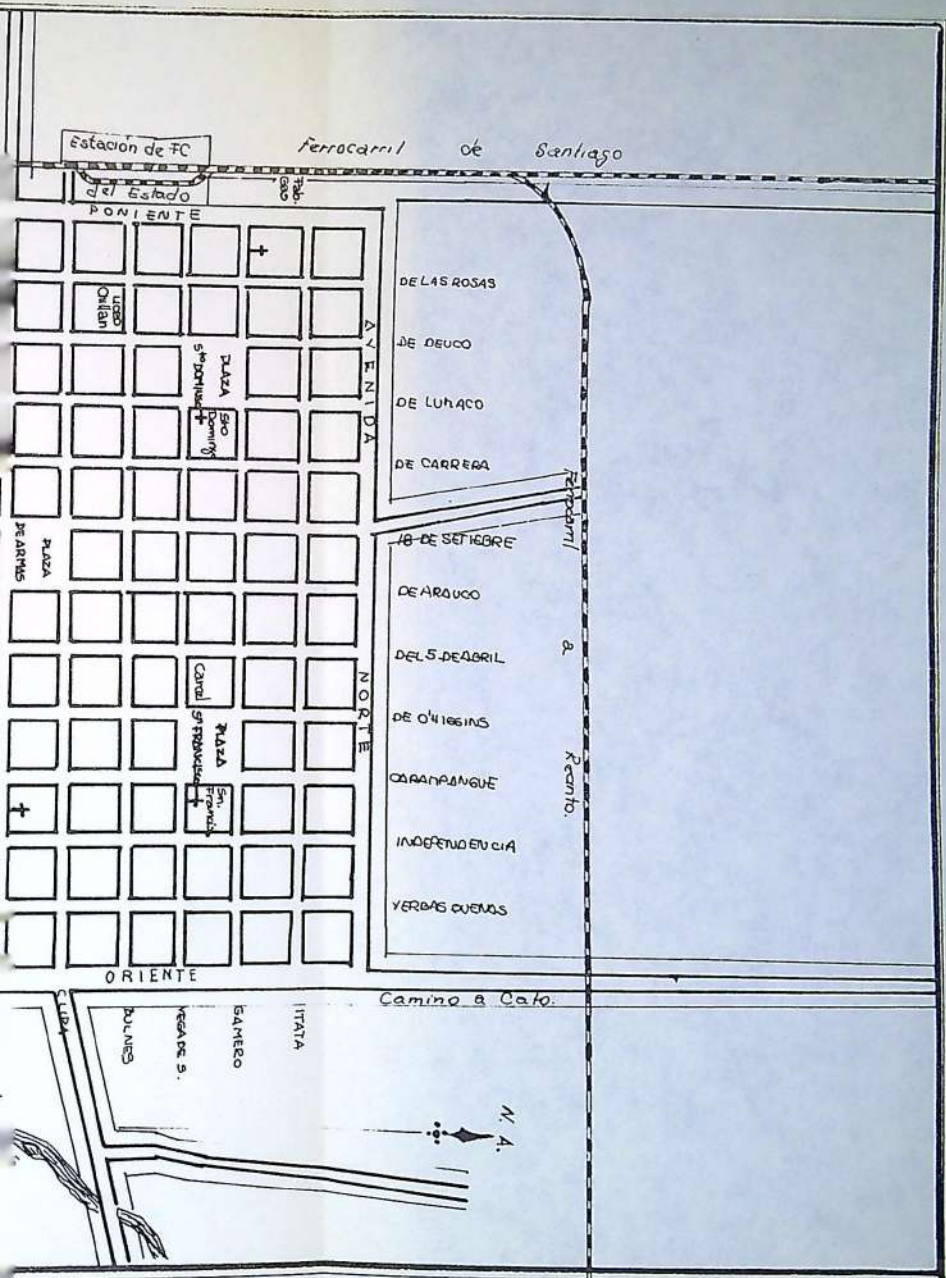 Estación de FC
Ferrocarril de Santiago
del Estado
PONIENTE
Liceo
Chillan
PLAZA
Sto DOMINGO
Sto
Domingo
AVENIDA
NORTE
DE LAS ROSAS
DE DEUCO
DE LUMACO
DE CARRERA
18 DE SETIEBRE
DE ARAUCO
DEL 5 DE ABRIL
DE O'HIGGINS
CARAMPANGUE
INDEPENDENCIA
YERBAS BUENAS
Ferrocarril a Recinto.
PLAZA
DE ARMAS
Carcel
PLAZA
Sn FRANCISCO
Sn.
Francis
ORIENTE
Camino a Cato.
ITATA
GAMERO
VEGA DE S.
BULNES
N. A.